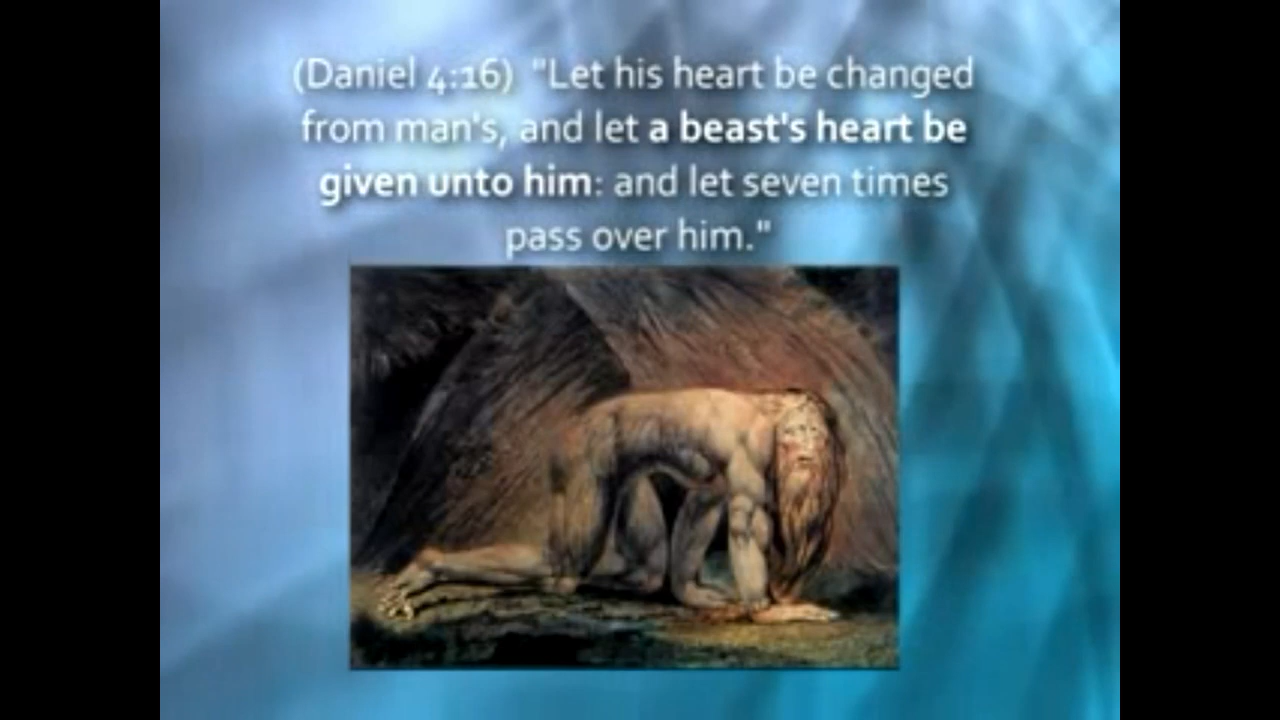 (Daniel 4:16)  "Let his heart be changed
from man's, and let a beast's heart be
given unto him: and let seven times
pass over him."